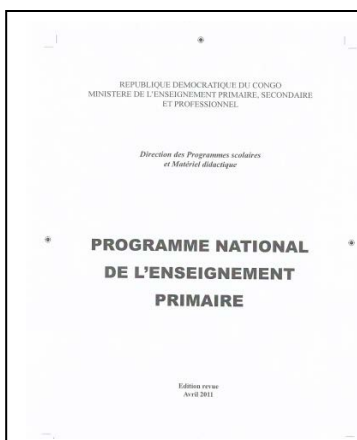 REPUBLIQUE DEMOCRATIQUE DU CONGO
MINISTERE DE L'ENSEIGNEMENT PRIMAIRE, SECONDAIRE
ET PROFESSIONNEL
Direction des Programmes scolaires
et Matériel didactique
PROGRAMME NATIONAL
DE L'ENSEIGNEMENT
PRIMAIRE
Edition revue
Avril 2011